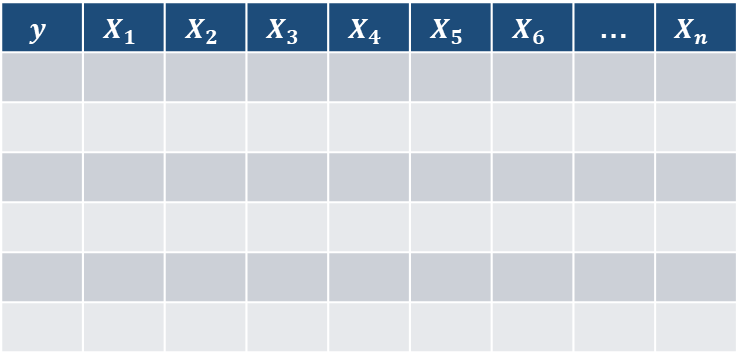 y X₁ X₂ X₃ X₄ X₅ X₆ … Xₙ